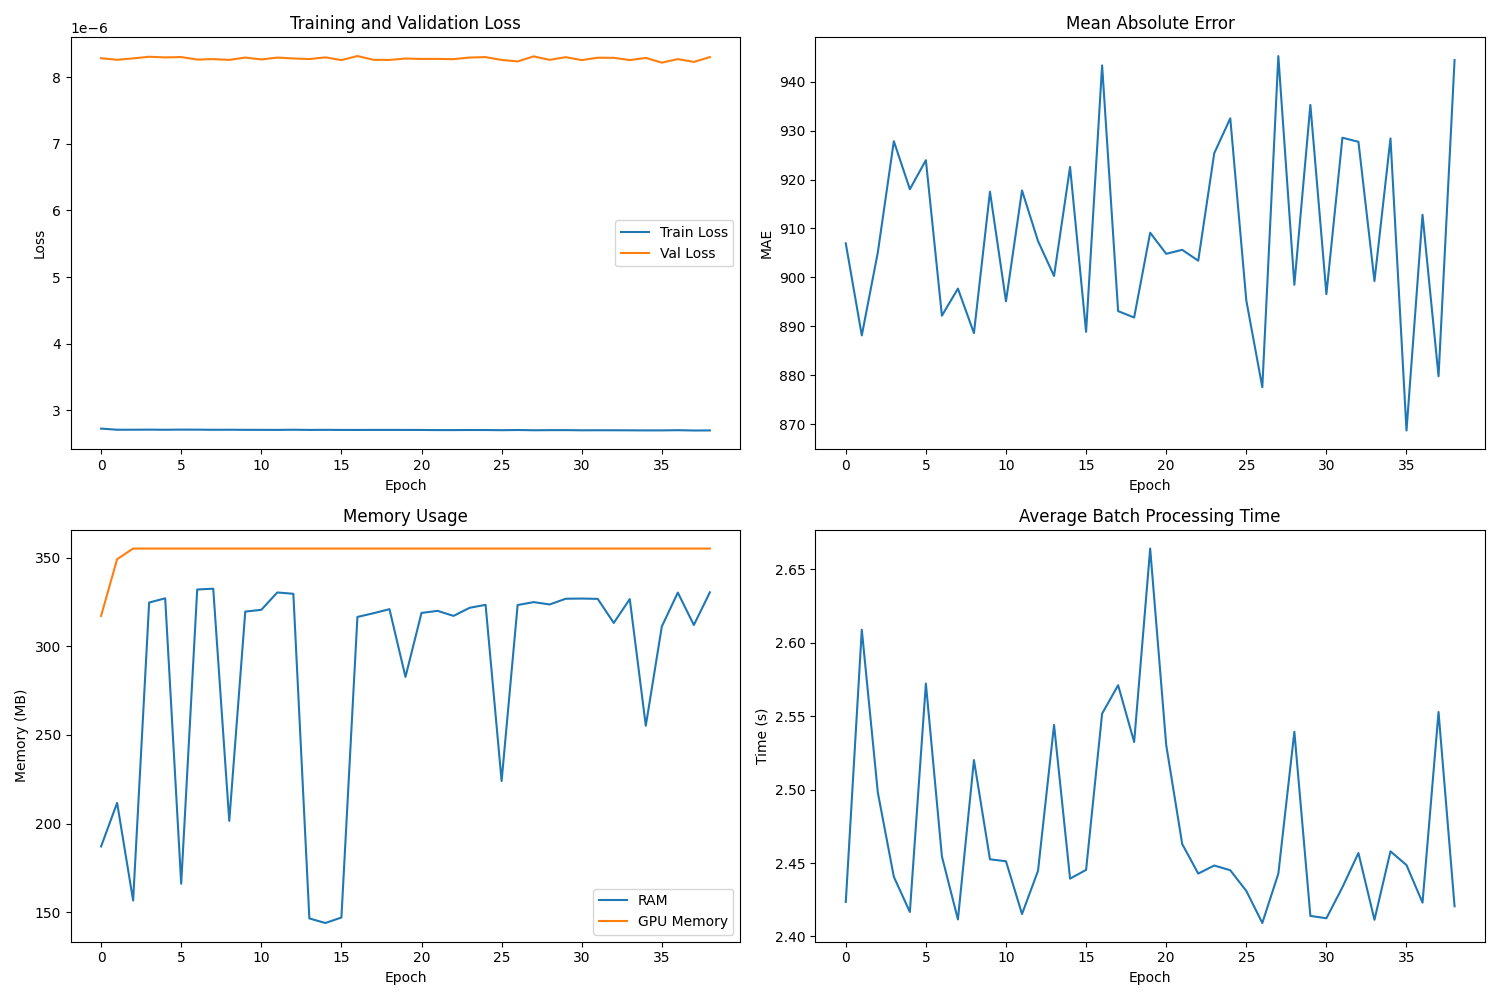 Training and Validation Loss
1e−6
8
7
6
5
4
3
Loss
0 5 10 15 20 25 30 35
Epoch
Train Loss
Val Loss
Mean Absolute Error
940
930
920
910
900
890
880
870
MAE
0 5 10 15 20 25 30 35
Epoch
Memory Usage
350
300
250
200
150
Memory (MB)
0 5 10 15 20 25 30 35
Epoch
RAM
GPU Memory
Average Batch Processing Time
2.65
2.60
2.55
2.50
2.45
2.40
Time (s)
0 5 10 15 20 25 30 35
Epoch